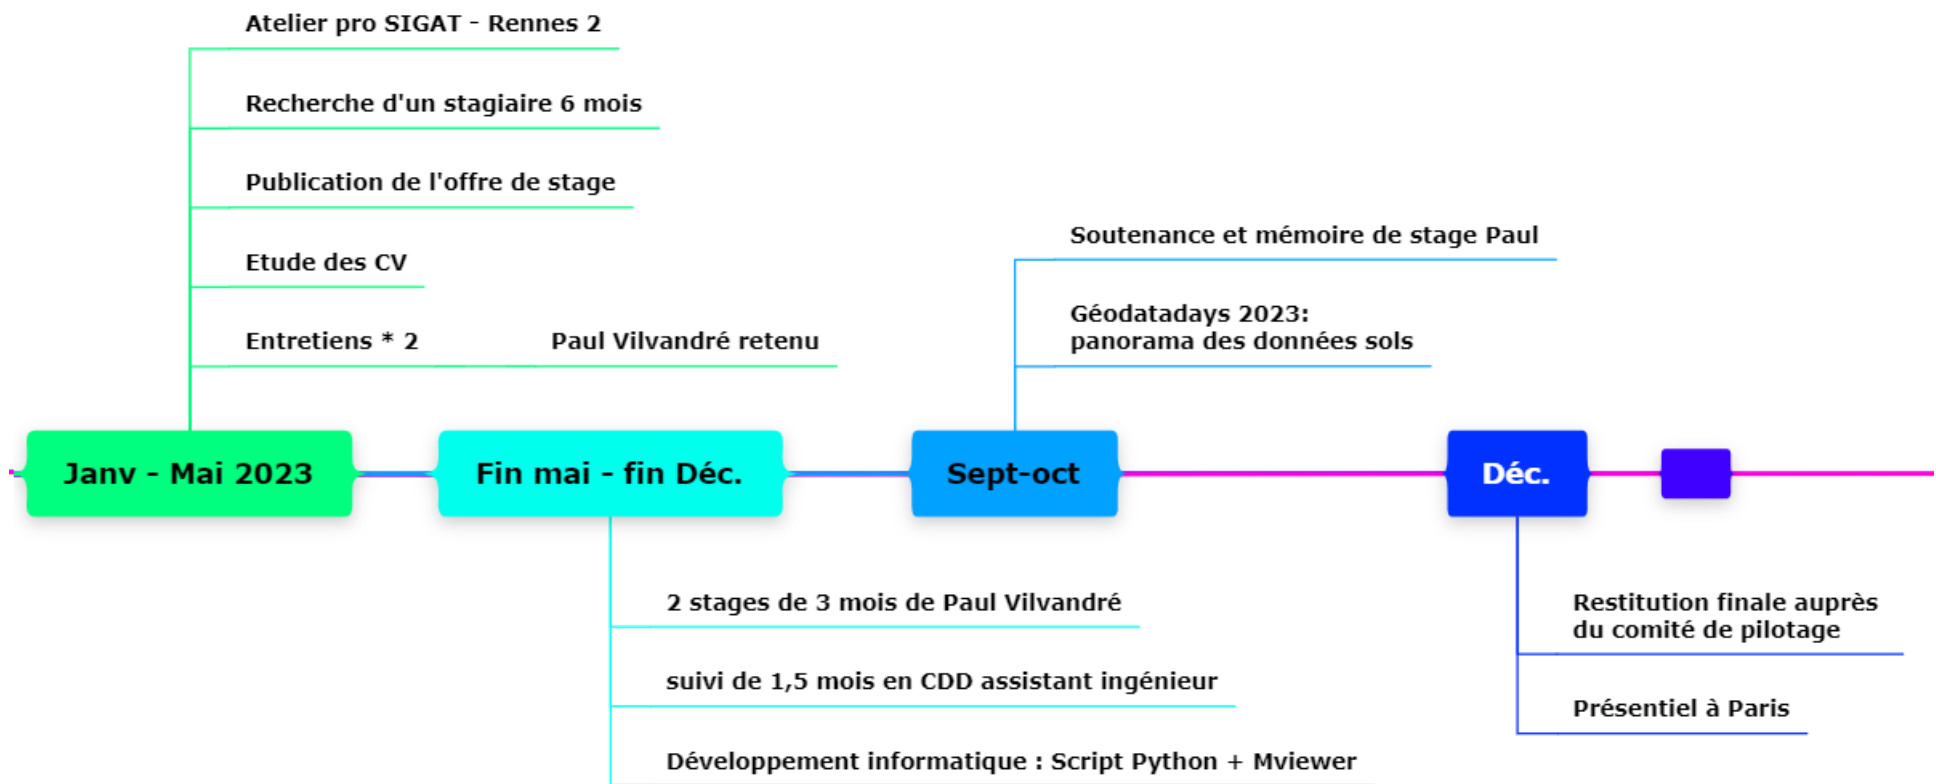 Atelier pro SIGAT - Rennes 2
Recherche d'un stagiaire 6 mois
Publication de l'offre de stage
Etude des CV
Entretiens * 2
Paul Vilvandré retenu
Janv - Mai 2023
Fin mai - fin Déc.
2 stages de 3 mois de Paul Vilvandré
suivi de 1,5 mois en CDD assistant ingénieur
Développement informatique : Script Python + Mviewer
Soutenance et mémoire de stage Paul
Géodatadays 2023:
panorama des données sols
Sept-oct
Déc.
Restitution finale auprès
du comité de pilotage
Présentiel à Paris